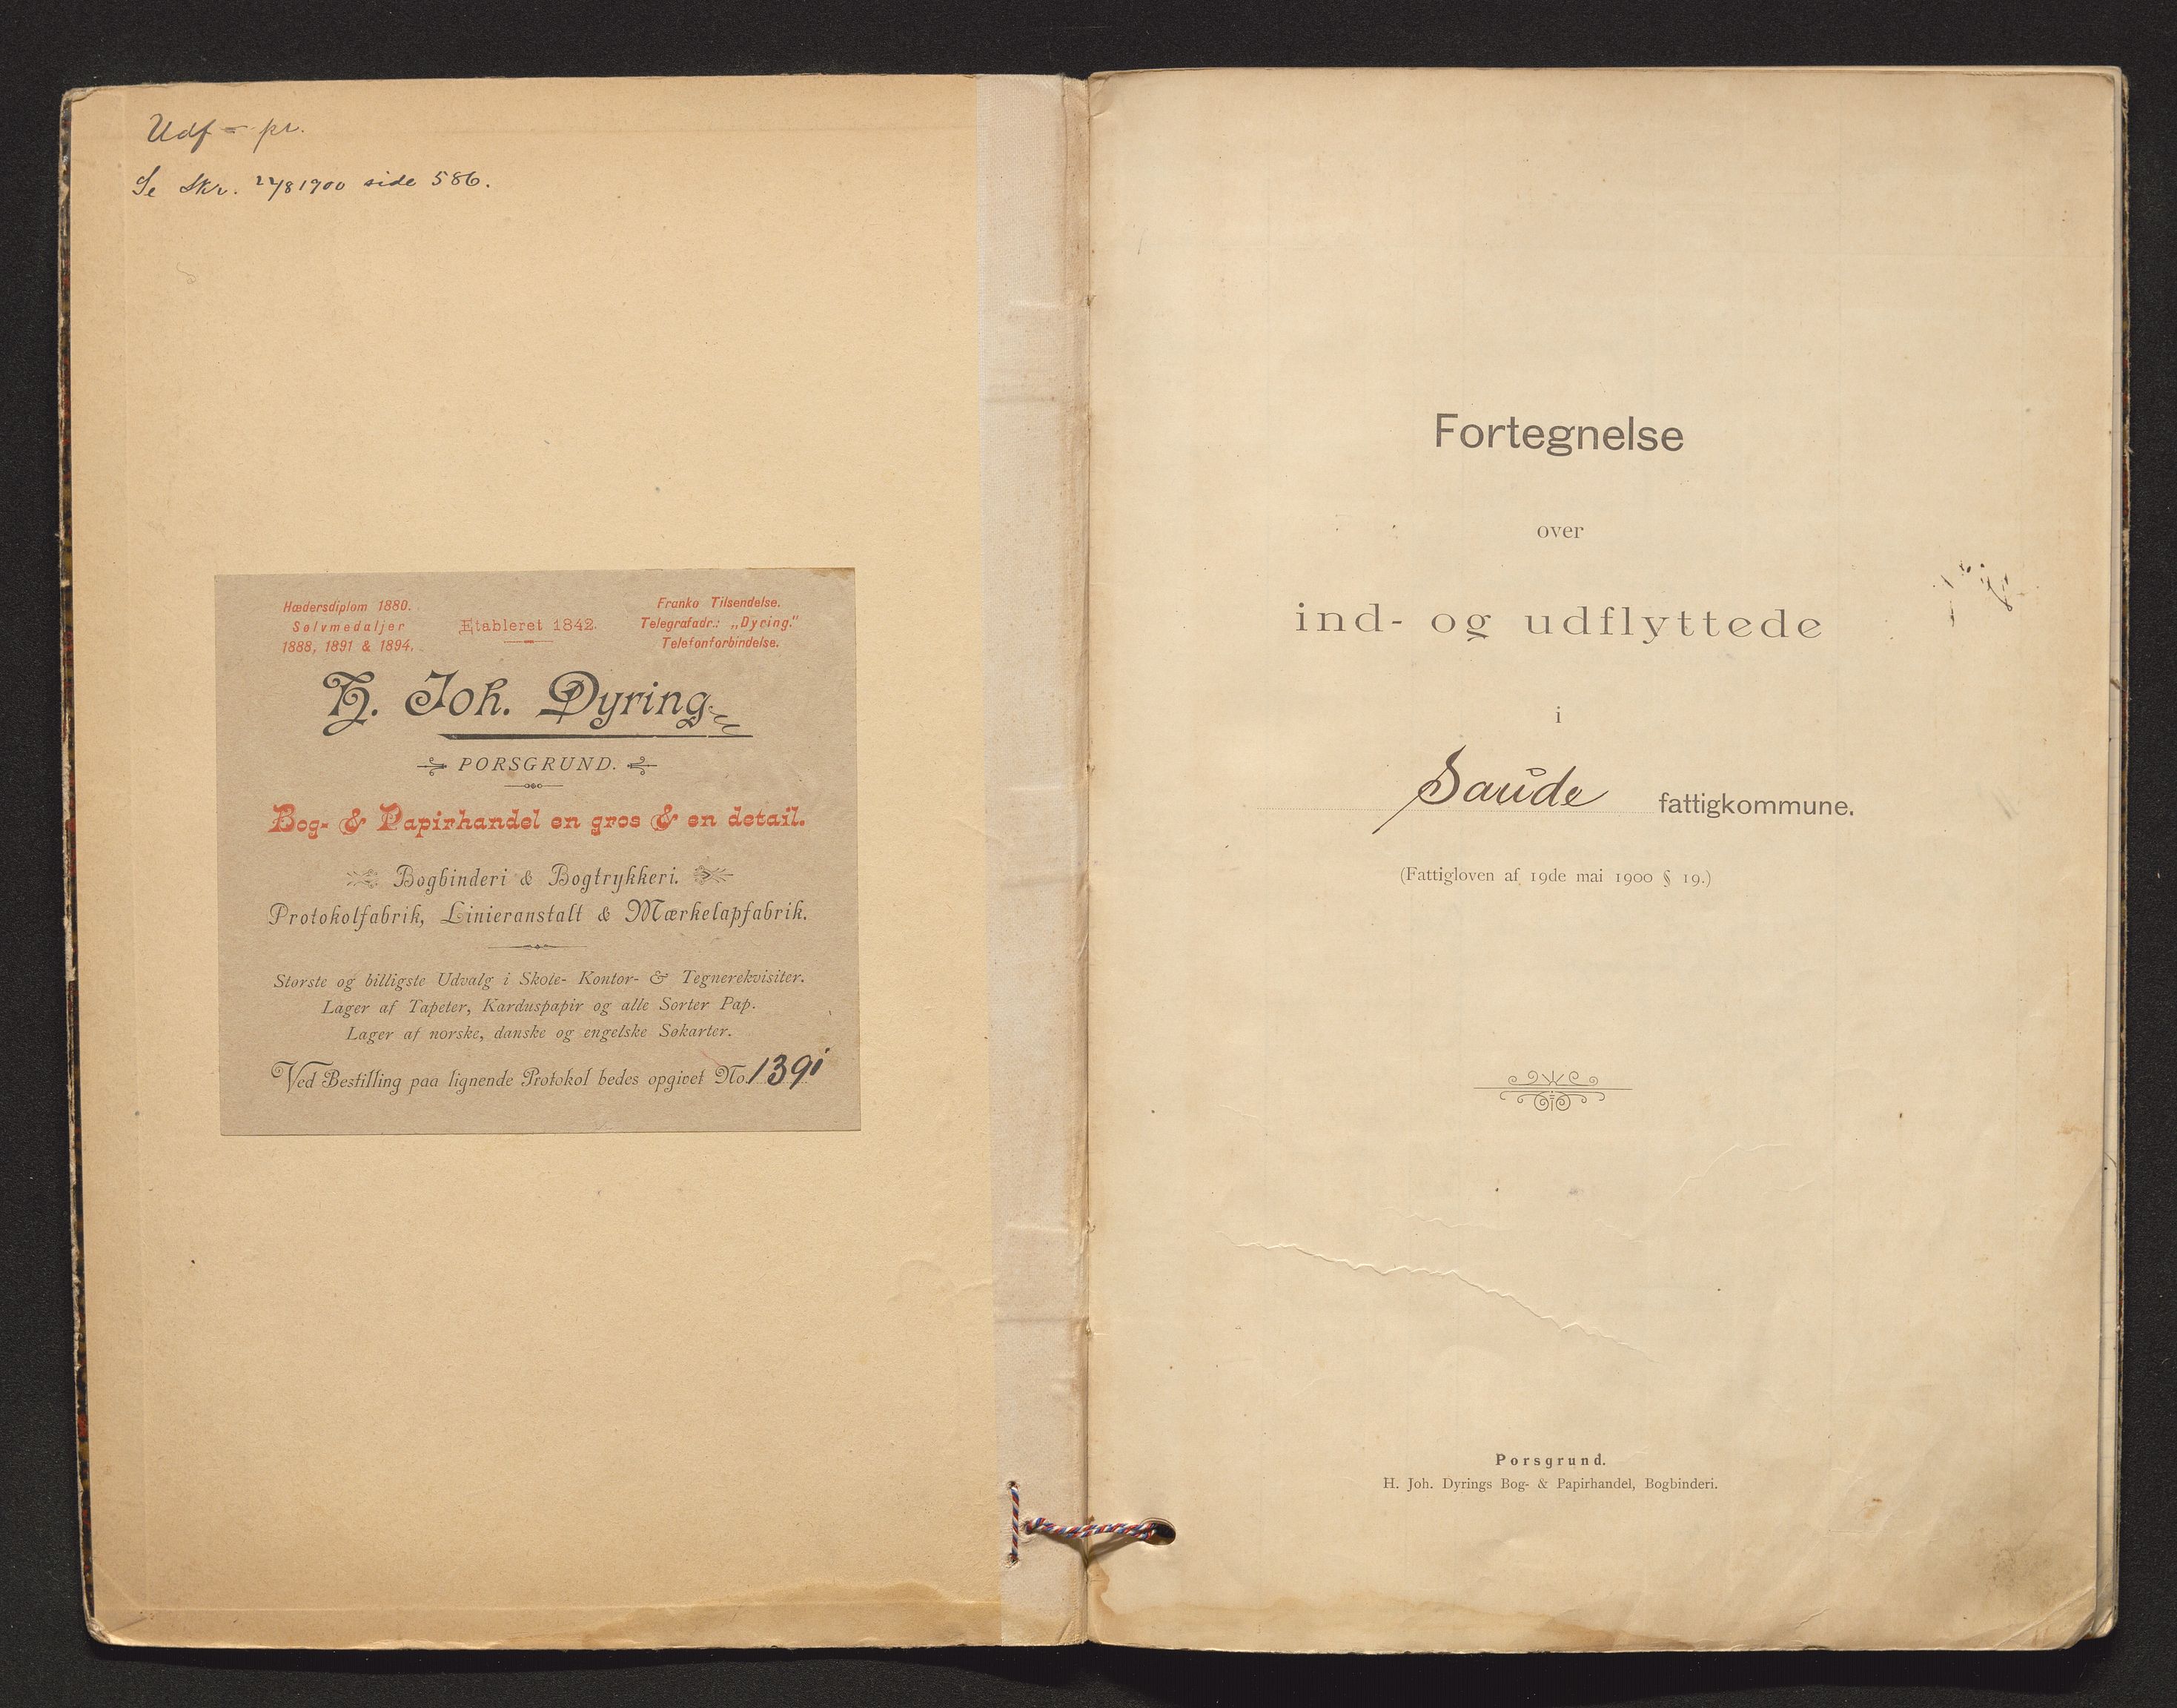 Udf = pr.
Se Skr. 22/8 1900 side 586.
Hædersdiplom 1880.
Sølvmedaljer
1888, 1891 & 1894.
Etableret 1842.
Franko Tilsendelse.
Telegrafadr.: „Dyring."
Telefonforbindelse.
H. Joh. Dyring
PORSGRUND.
Bog- & Papirhandel en gros & en detail.
Bogbinderi & Bogtrykkeri.
Protokolfabrik, Linieranstalt & Mærkelapfabrik.
Største og billigste Udvalg i Skole- Kontor- & Tegnerekvisiter.
Lager af Tapeter, Karduspapir og alle Sorter Pap.
Lager af norske, danske og engelske Søkarter.
Ved Bestilling paa lignende Protokol bedes opgivet No. 1391
Fortegnelse
over
ind- og udflyttede
i
Saude fattigkommune.
(Fattigloven af 19de mai 1900 § 19.)
Porsgrund.
H. Joh. Dyrings Bog- & Papirhandel, Bogbinderi.